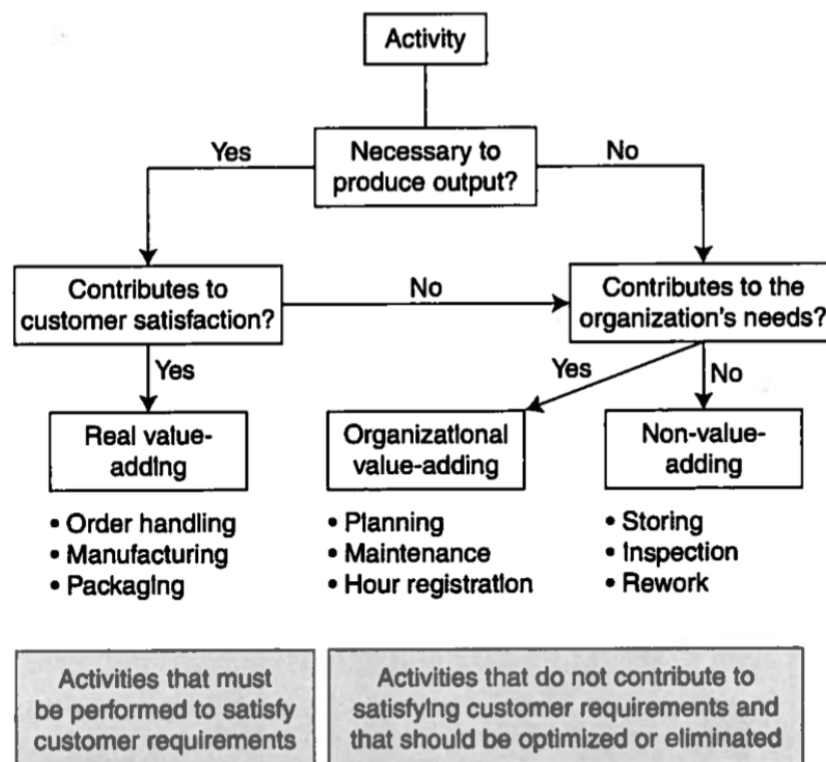 Activity
Yes
Necessary to
produce output?
No
Contributes to
customer satisfaction?
No
Contributes to the
organization's needs?
Yes
Yes
No
Real value-
adding
Organizational
value-adding
Non-value-
adding
• Order handling
• Manufacturing
• Packaging
• Planning
• Maintenance
• Hour registration
• Storing
• Inspection
• Rework
Activities that must
be performed to satisfy
customer requirements
Activities that do not contribute to
satisfying customer requirements and
that should be optimized or eliminated